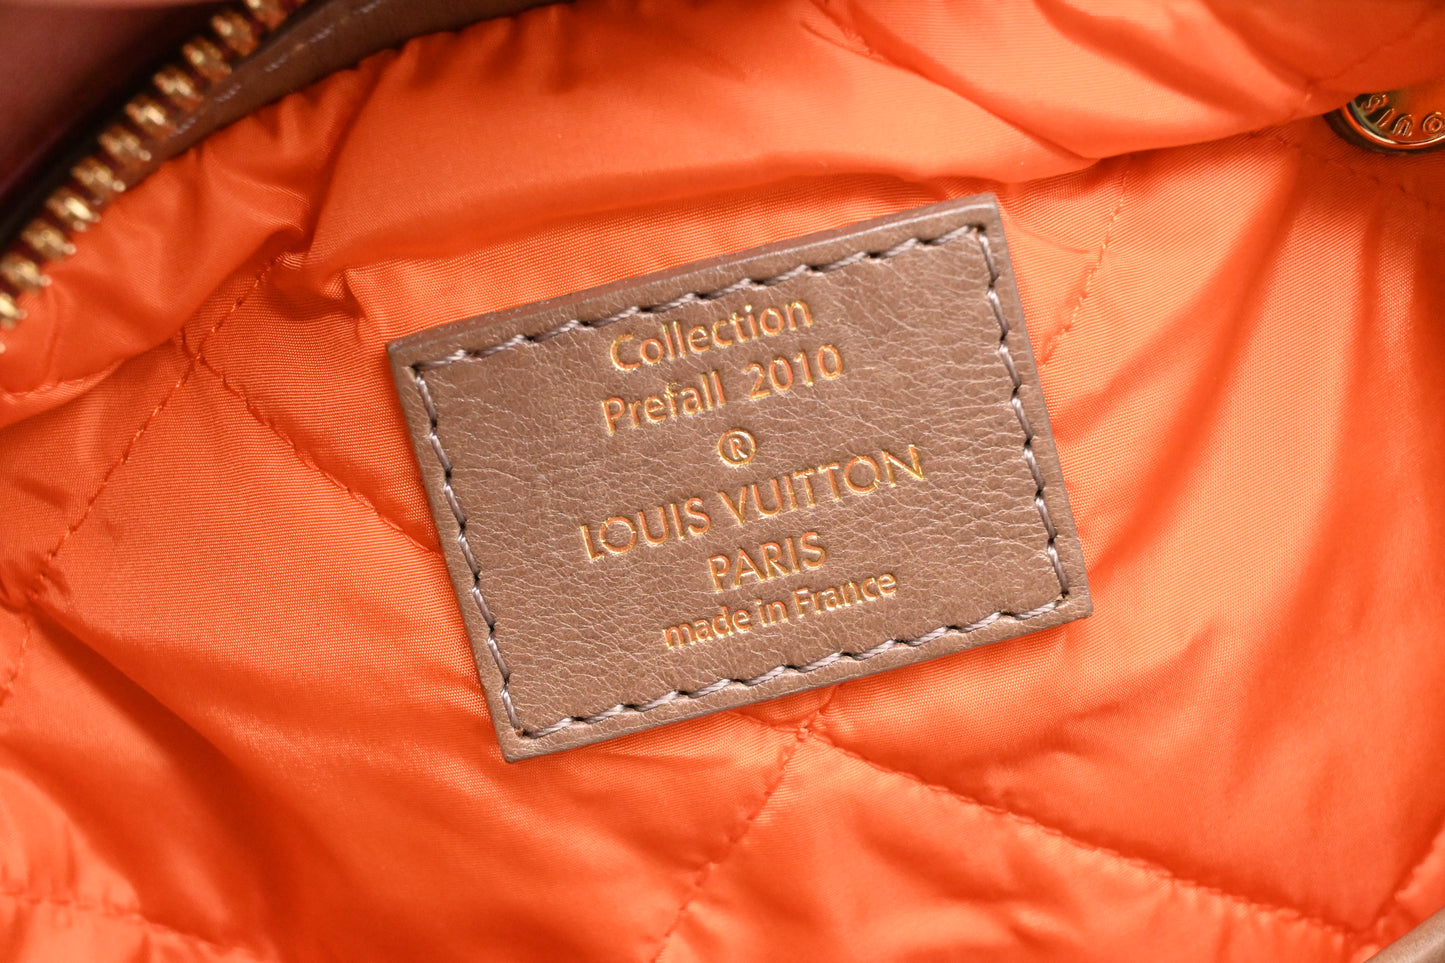 Collection
Prefall 2010
®
LOUIS VUITTON
PARIS
made in France